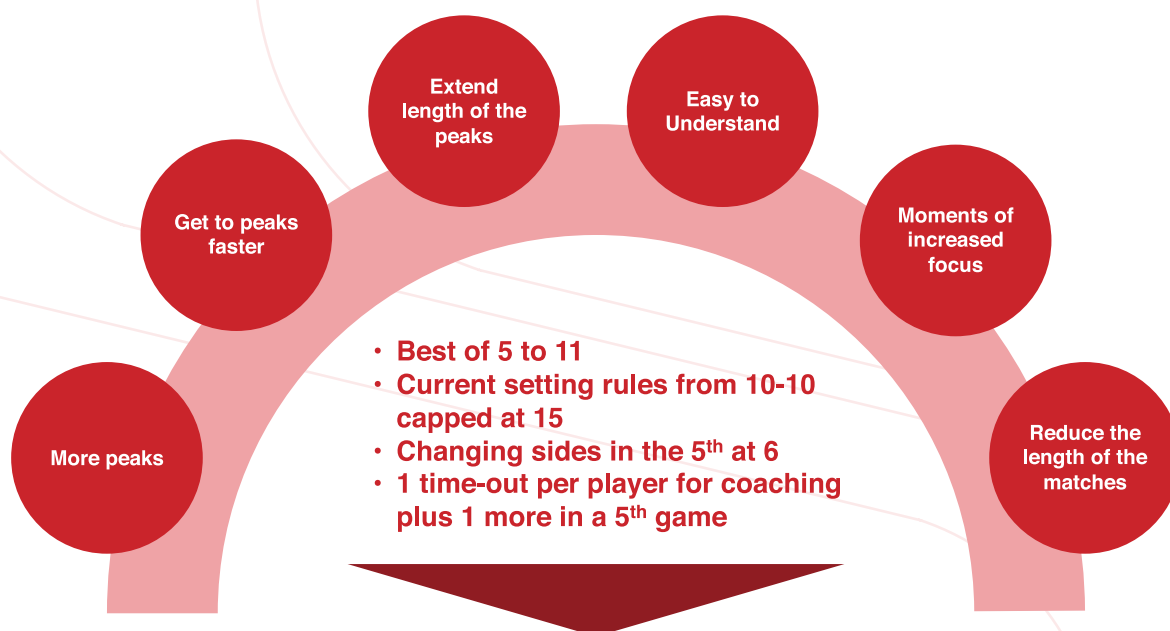 More peaks
Get to peaks
faster
Extend
length of the
peaks
Easy to
Understand
Moments of
increased
focus
Reduce the
length of the
matches
• Best of 5 to 11
• Current setting rules from 10-10
capped at 15
• Changing sides in the 5th at 6
• 1 time-out per player for coaching
plus 1 more in a 5th game